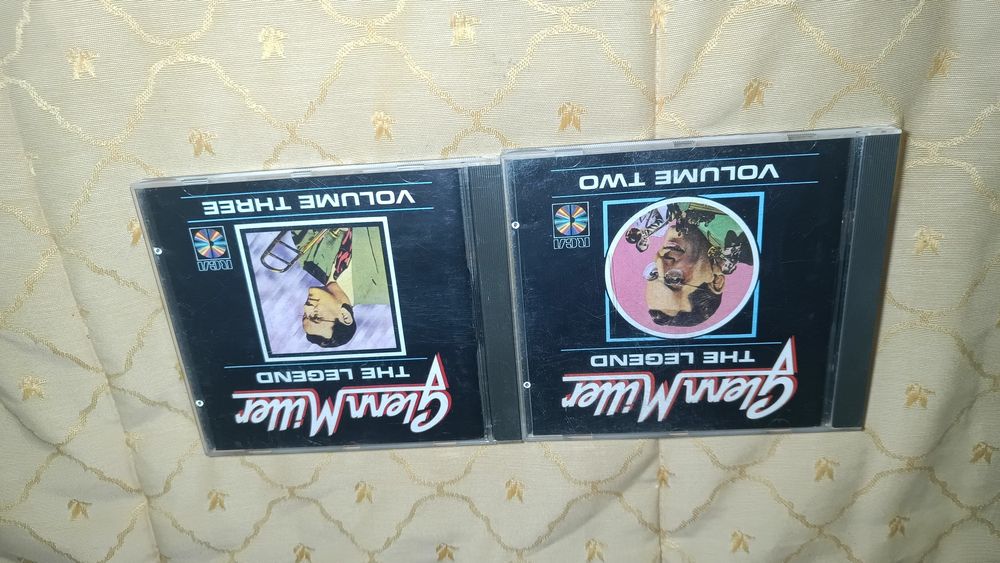 Glenn Miller
THE LEGEND
RCA
VOLUME TWO
Glenn Miller
THE LEGEND
RCA
VOLUME THREE